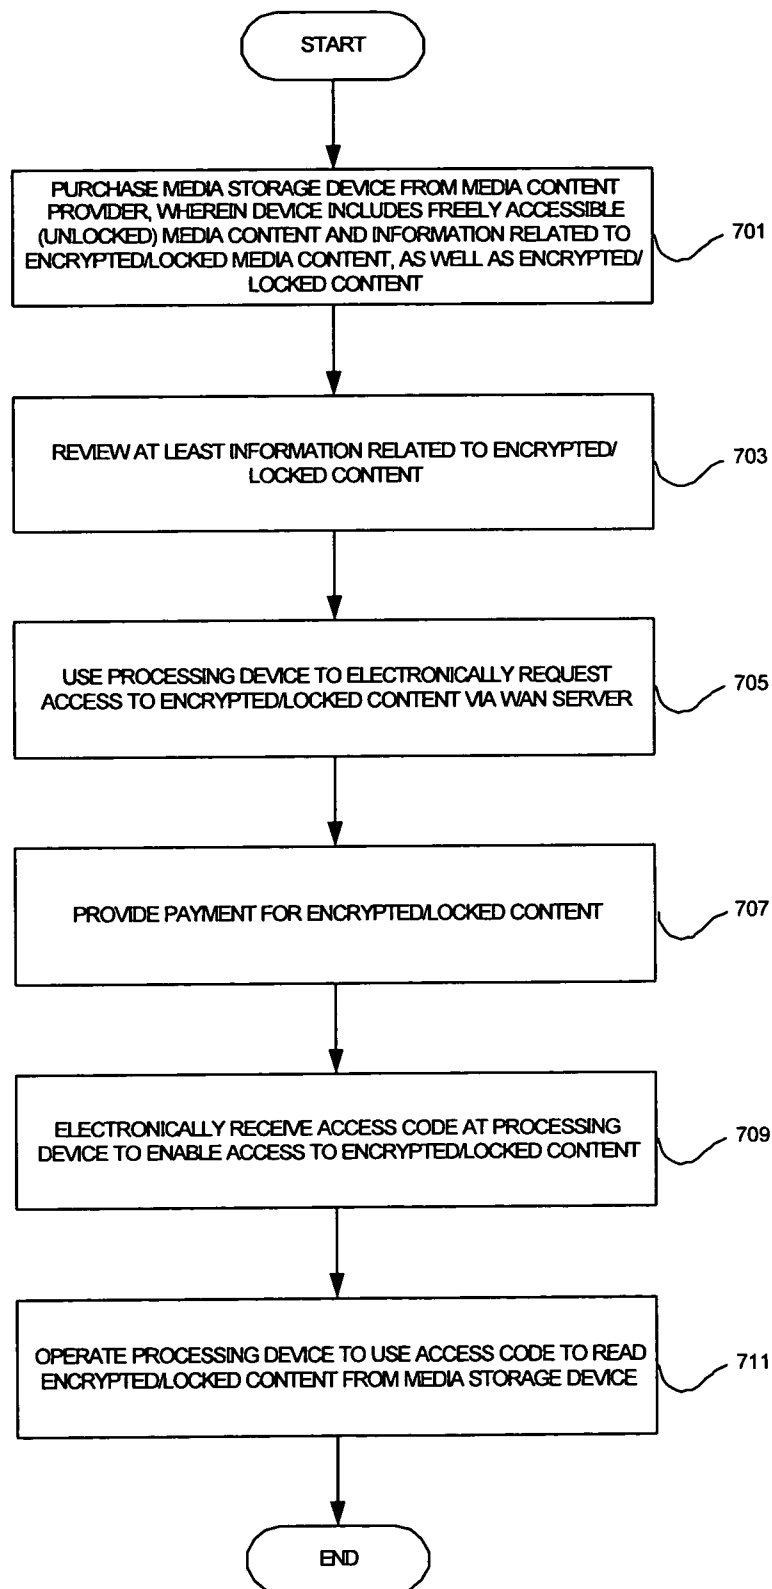 START
PURCHASE MEDIA STORAGE DEVICE FROM MEDIA CONTENT
PROVIDER, WHEREIN DEVICE INCLUDES FREELY ACCESSIBLE
(UNLOCKED) MEDIA CONTENT AND INFORMATION RELATED TO
ENCRYPTED/LOCKED MEDIA CONTENT, AS WELL AS ENCRYPTED/
LOCKED CONTENT
701
REVIEW AT LEAST INFORMATION RELATED TO ENCRYPTED/
LOCKED CONTENT
703
USE PROCESSING DEVICE TO ELECTRONICALLY REQUEST
ACCESS TO ENCRYPTED/LOCKED CONTENT VIA WAN SERVER
705
PROVIDE PAYMENT FOR ENCRYPTED/LOCKED CONTENT
707
ELECTRONICALLY RECEIVE ACCESS CODE AT PROCESSING
DEVICE TO ENABLE ACCESS TO ENCRYPTED/LOCKED CONTENT
709
OPERATE PROCESSING DEVICE TO USE ACCESS CODE TO READ
ENCRYPTED/LOCKED CONTENT FROM MEDIA STORAGE DEVICE
711
END